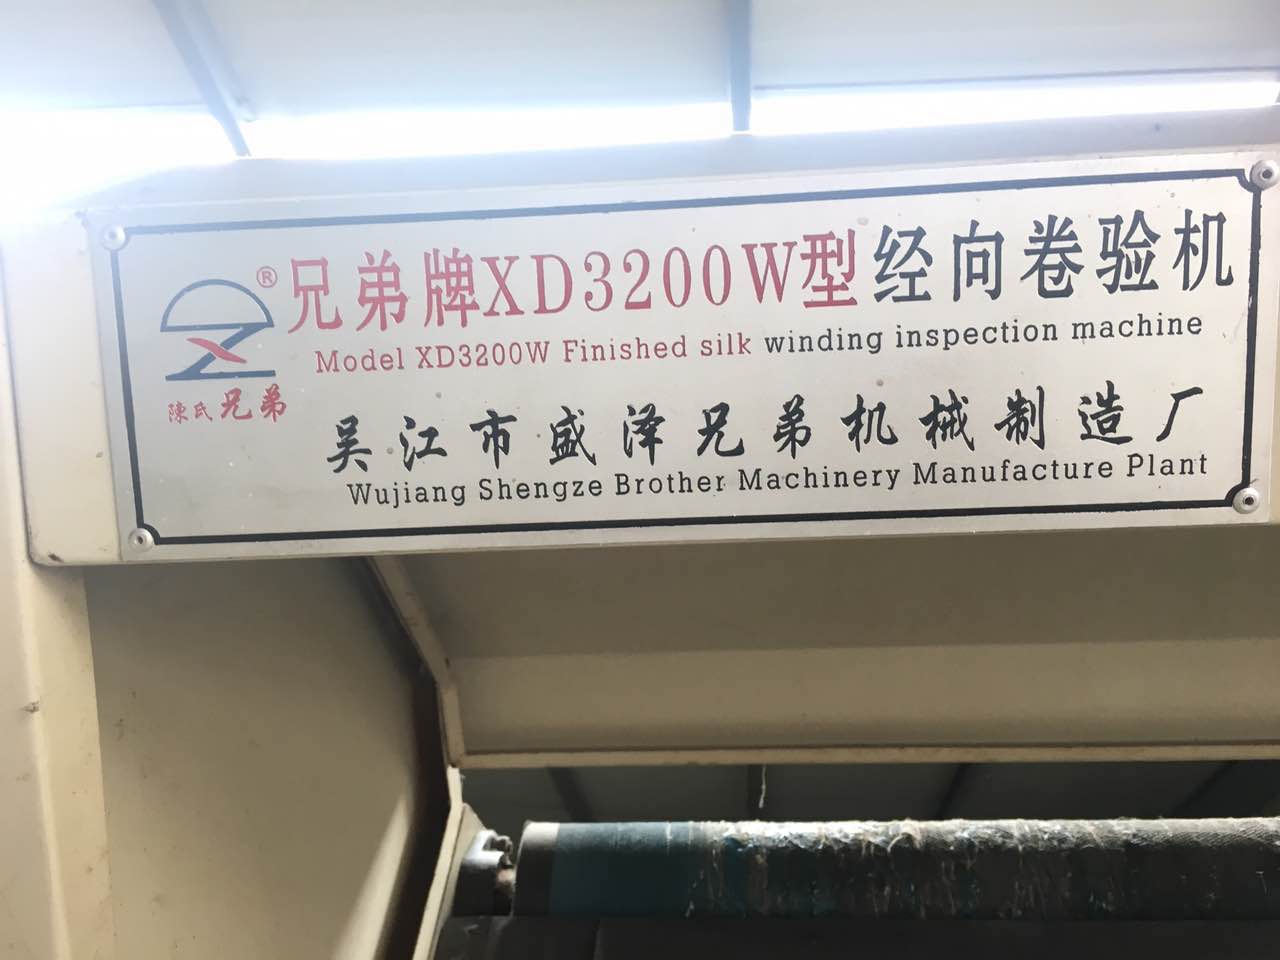 ® 兄弟牌XD3200W型经向卷验机
Model XD3200W Finished silk winding inspection machine
陳氏兄弟
吴江市盛泽兄弟机械制造厂
Wujiang Shengze Brother Machinery Manufacture Plant